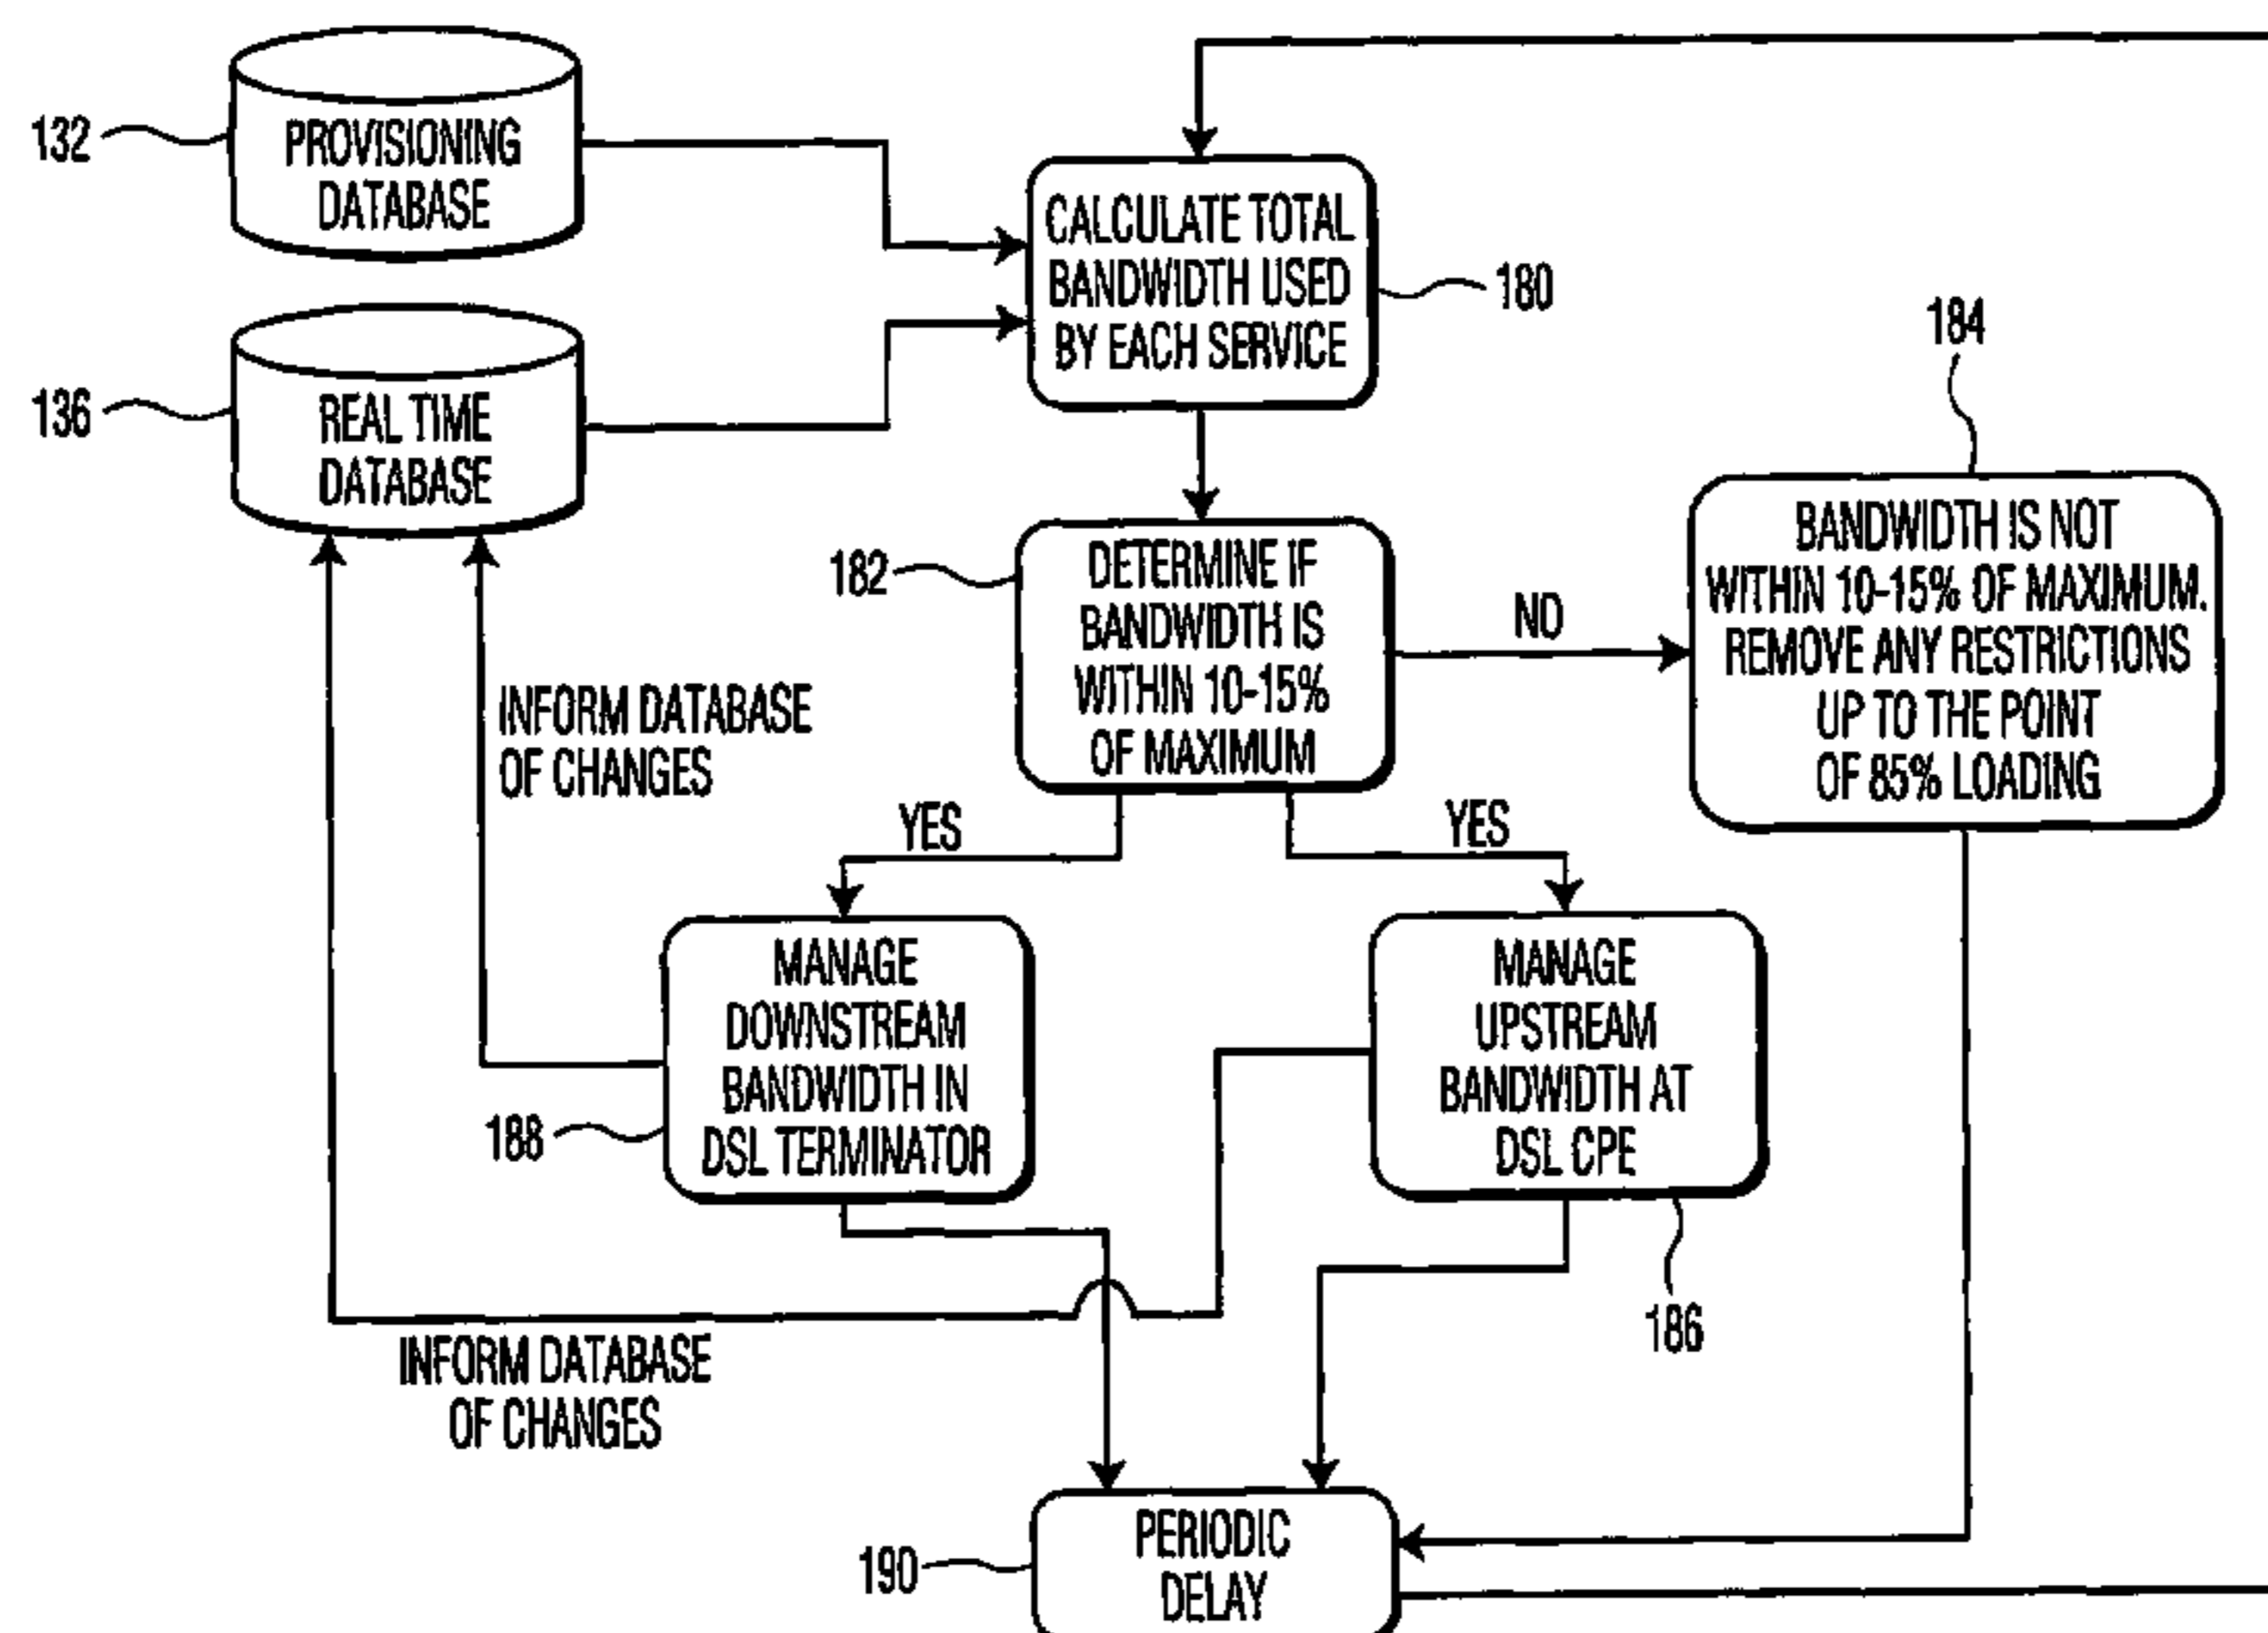 132
PROVISIONING
DATABASE
136
REAL TIME
DATABASE
CALCULATE TOTAL
BANDWIDTH USED
BY EACH SERVICE
180
182
DETERMINE IF
BANDWIDTH IS
WITHIN 10-15%
OF MAXIMUM
NO
184
BANDWIDTH IS NOT
WITHIN 10-15% OF MAXIMUM.
REMOVE ANY RESTRICTIONS
UP TO THE POINT
OF 85% LOADING
INFORM DATABASE
OF CHANGES
YES
YES
MANAGE
DOWNSTREAM
BANDWIDTH IN
DSL TERMINATOR
188
MANAGE
UPSTREAM
BANDWIDTH AT
DSL CPE
186
INFORM DATABASE
OF CHANGES
190
PERIODIC
DELAY